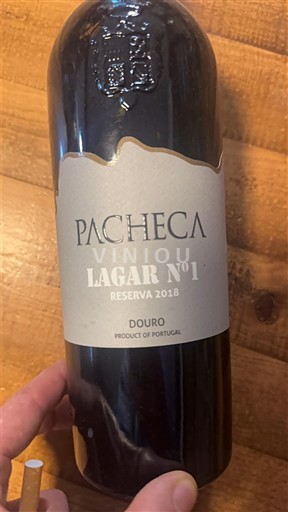 PACHECA
VINIOU
LAGAR Nº1
RESERVA 2018
DOURO
PRODUCT OF PORTUGAL